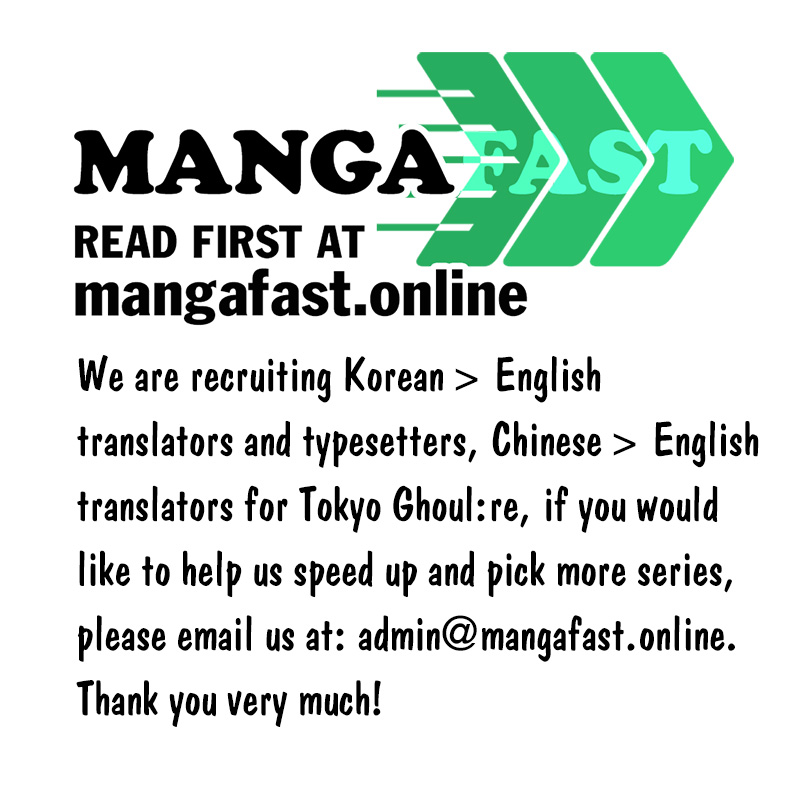 MANGAFAST
READ FIRST AT
mangafast.online
We are recruiting Korean > English
translators and typesetters, Chinese > English
translators for Tokyo Ghoul:re, if you would
like to help us speed up and pick more series,
please email us at: admin@mangafast.online.
Thank you very much!